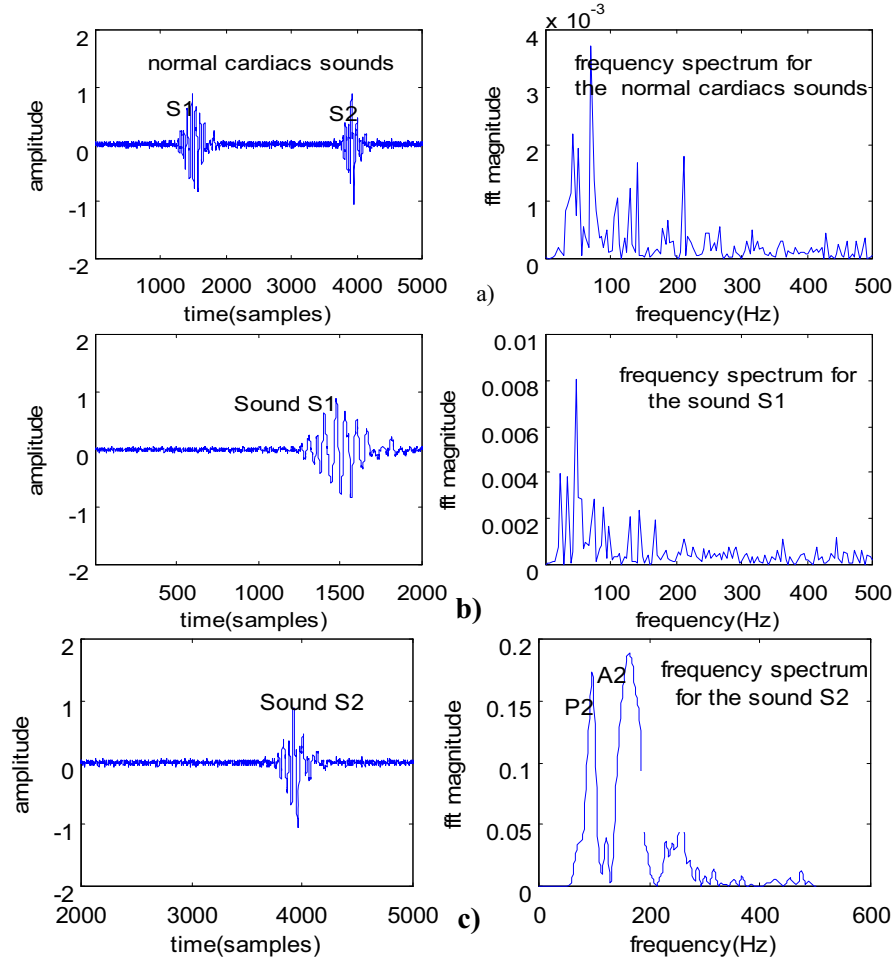 x 10-3
2
1
0
-1
-2
amplitude
normal cardiacs sounds
S1
S2
1000 2000 3000 4000 5000
time(samples)
4
3
2
1
0
fft magnitude
frequency spectrum for
the normal cardiacs sounds
100 200 300 400 500
frequency(Hz)
a)
2
1
0
-1
-2
amplitude
Sound S1
500 1000 1500 2000
time(samples)
0.01
0.008
0.006
0.004
0.002
0
fft magnitude
frequency spectrum for
the sound S1
100 200 300 400 500
frequency(Hz)
b)
2
1
0
-1
-2
amplitude
Sound S2
2000 3000 4000 5000
time(samples)
0.2
0.15
0.1
0.05
0
fft magnitude
P2
A2
frequency spectrum
for the sound S2
0 200 400 600
frequency(Hz)
c)